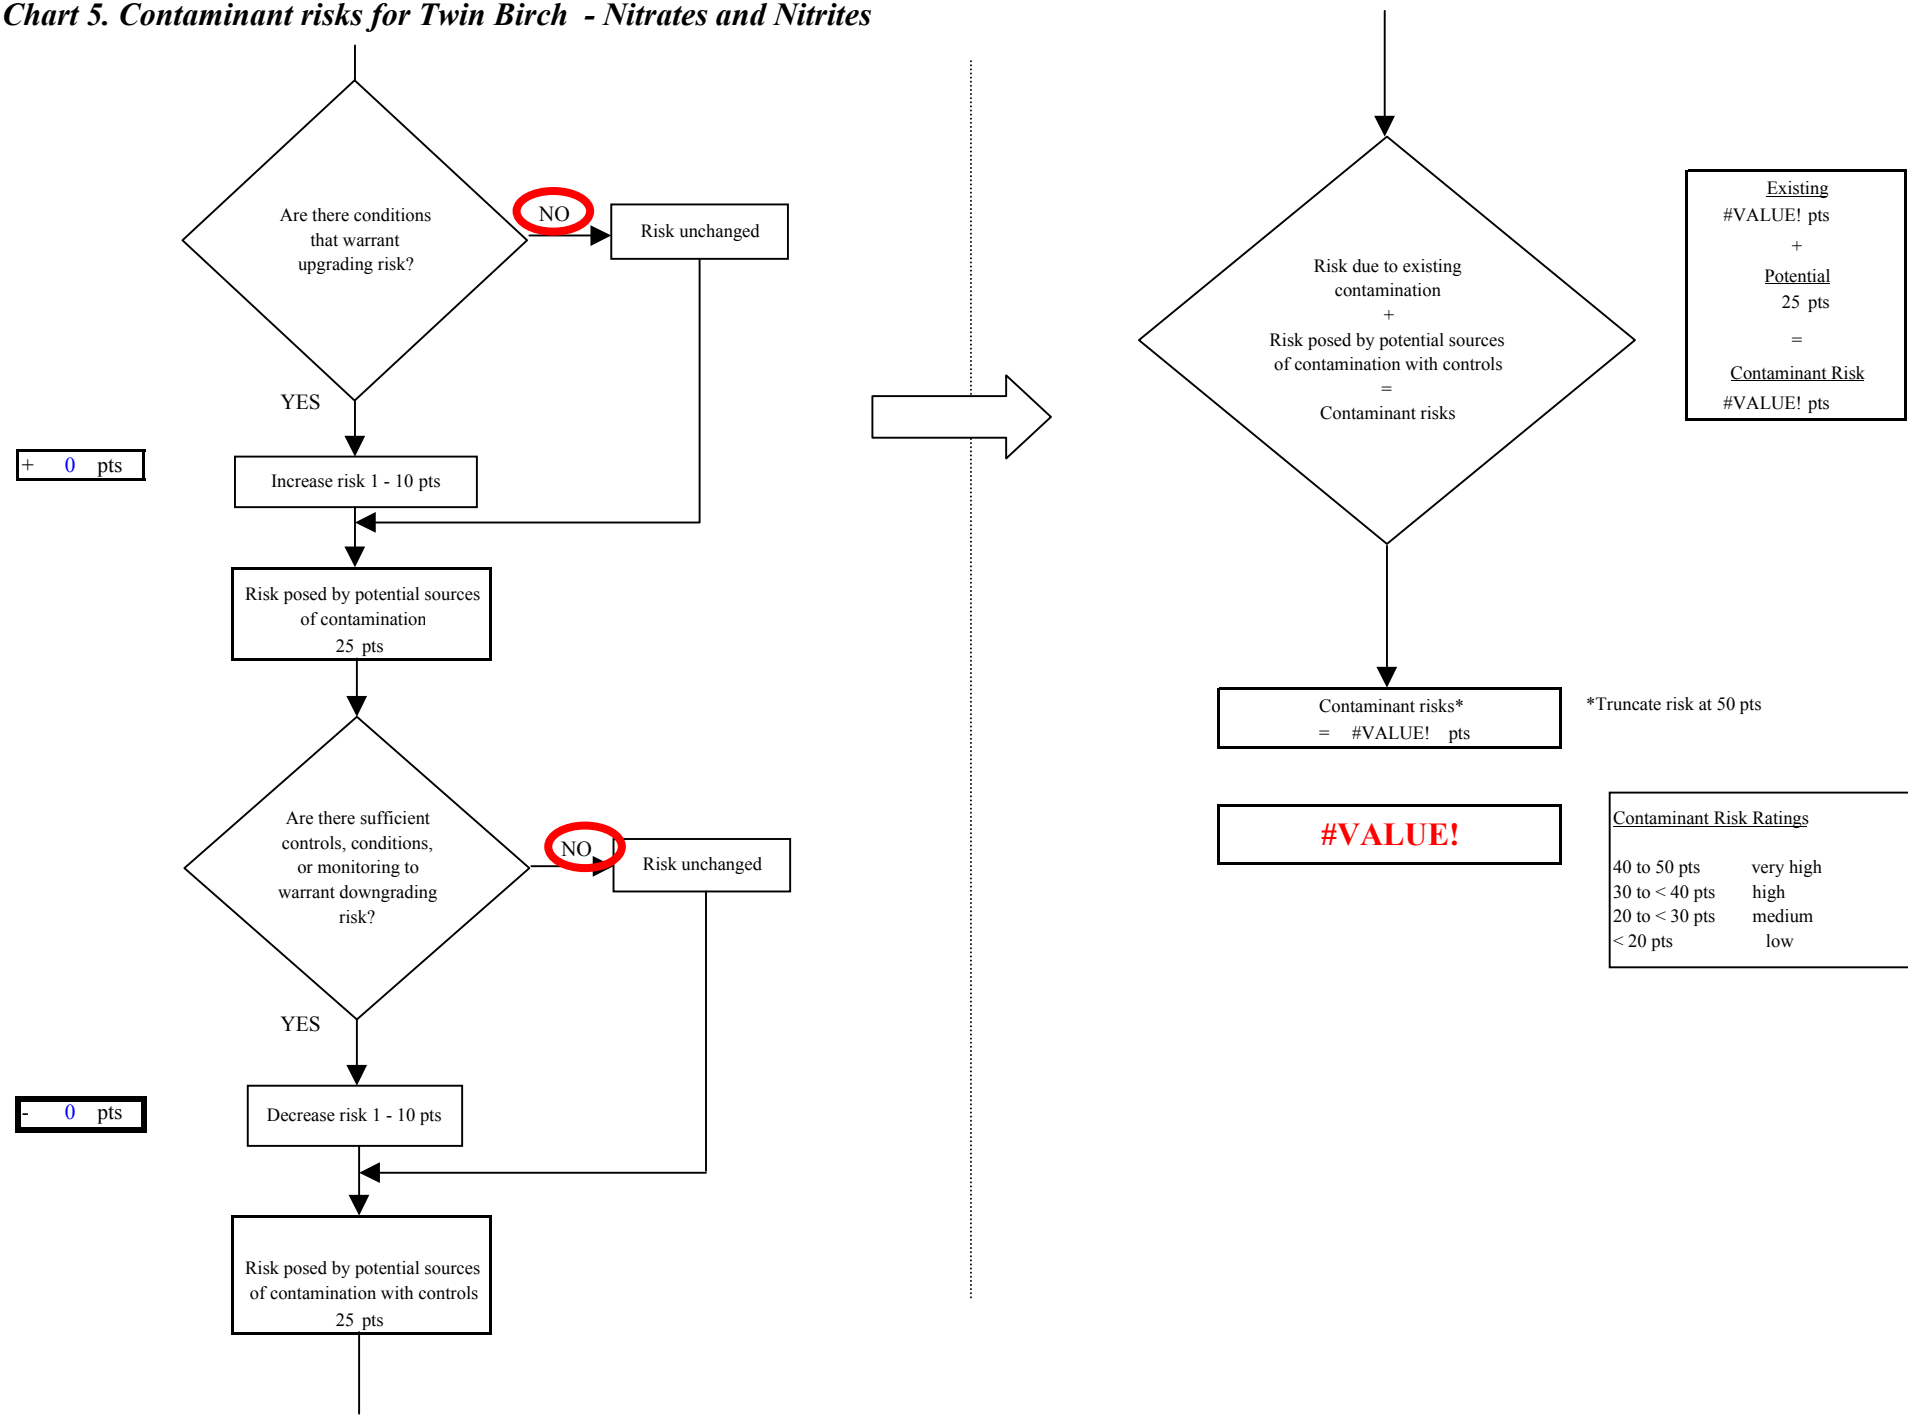 Chart 5. Contaminant risks for Twin Birch - Nitrates and Nitrites
Are there conditions
that warrant
upgrading risk?
NO
Risk unchanged
YES
+ 0 pts
Increase risk 1 - 10 pts
Risk posed by potential sources
of contamination
25 pts
Are there sufficient
controls, conditions,
or monitoring to
warrant downgrading
risk?
NO
Risk unchanged
YES
- 0 pts
Decrease risk 1 - 10 pts
Risk posed by potential sources
of contamination with controls
25 pts
Risk due to existing
contamination
+
Risk posed by potential sources
of contamination with controls
=
Contaminant risks
Existing
#VALUE! pts
+
Potential
25 pts
=
Contaminant Risk
#VALUE! pts
Contaminant risks*
= #VALUE! pts
*Truncate risk at 50 pts
#VALUE!
Contaminant Risk Ratings
40 to 50 pts very high
30 to < 40 pts high
20 to < 30 pts medium
< 20 pts low